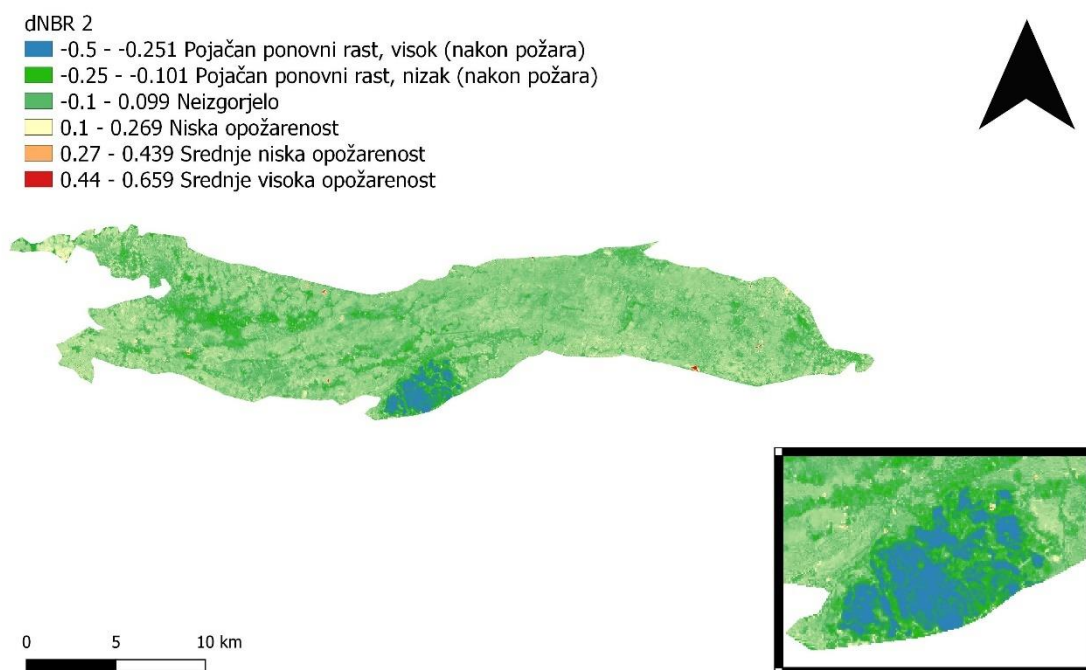 dNBR 2
-0.5 - -0.251 Pojačan ponovni rast, visok (nakon požara)
-0.25 - -0.101 Pojačan ponovni rast, nizak (nakon požara)
-0.1 - 0.099 Neizgorjelo
0.1 - 0.269 Niska opožarenost
0.27 - 0.439 Srednje niska opožarenost
0.44 - 0.659 Srednje visoka opožarenost
0 5 10 km